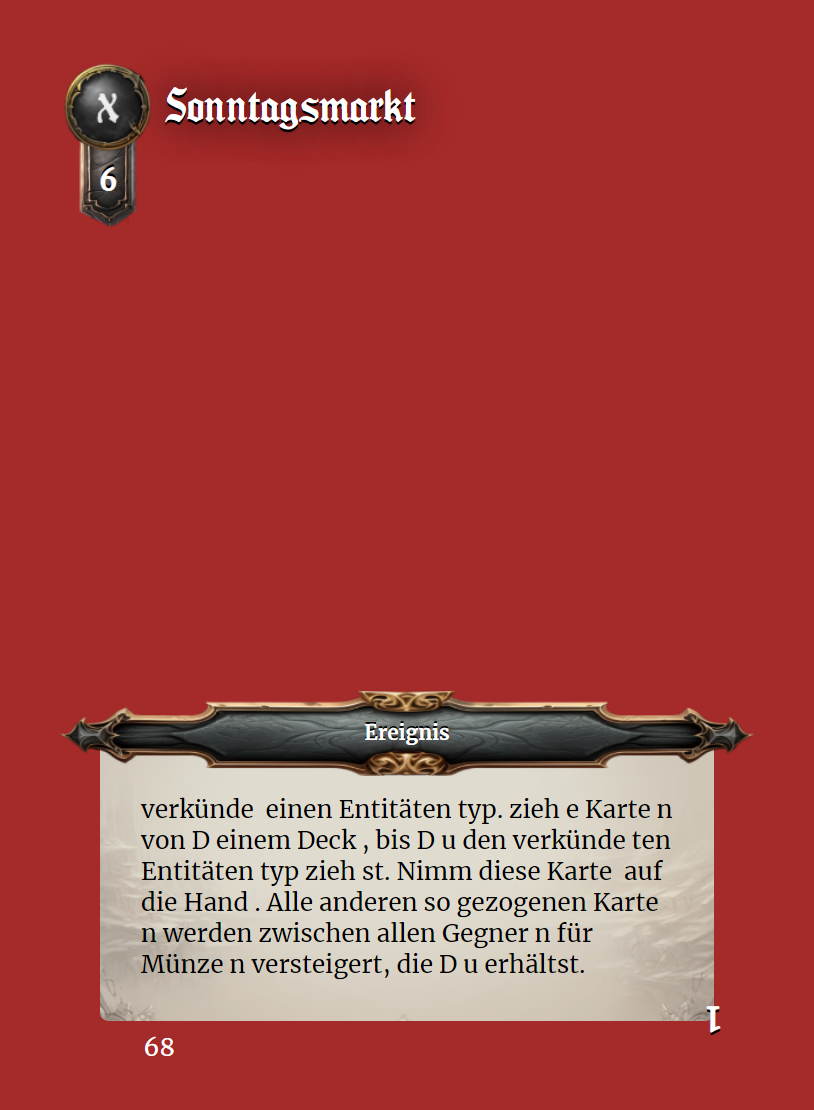 x
Sonntagsmarkt
6
Ereignis
verkünde  einen Entitäten typ. zieh e Karte n
von D einem Deck , bis D u den verkünde ten
Entitäten typ zieh st. Nimm diese Karte  auf
die Hand . Alle anderen so gezogenen Karte
n werden zwischen allen Gegner n für
Münze n versteigert, die D u erhältst.
1
68